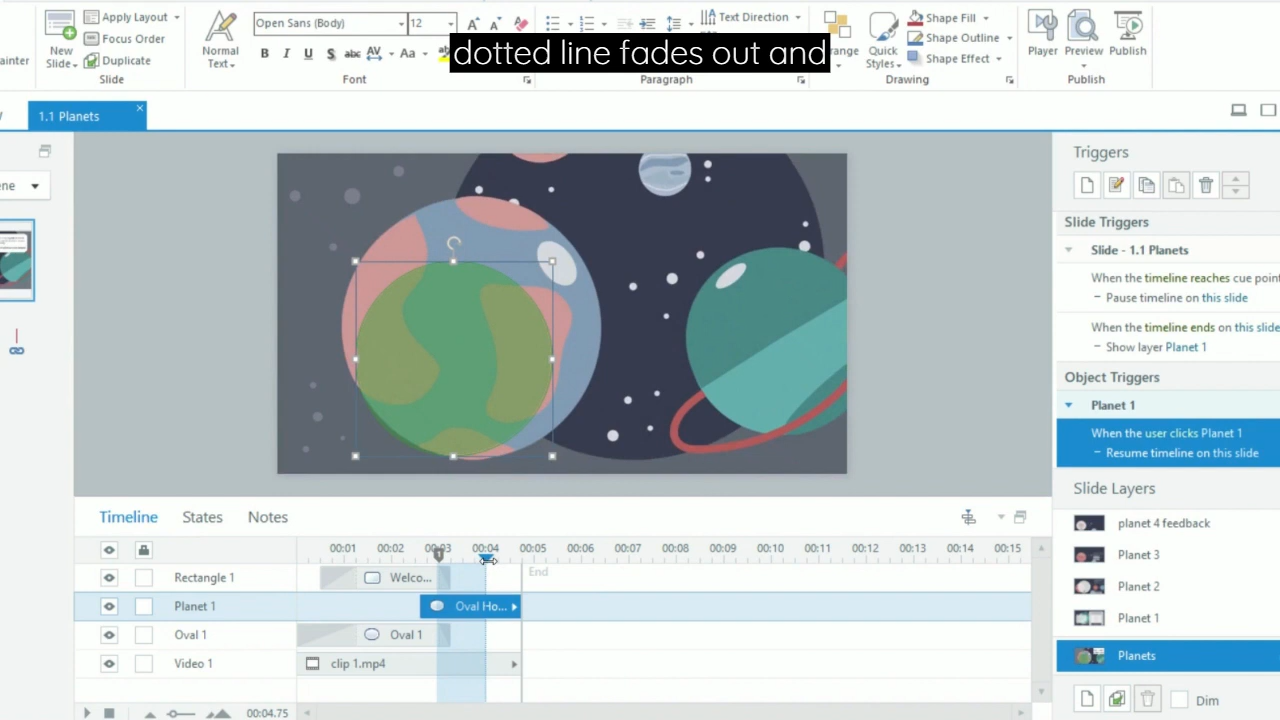 Apply Layout
Open Sans (Body)
12
Text Direction
Shape Fill
Focus Order
Shape Outline
ainter
New Slide
Duplicate
Normal Text
B I U S abc AV Aa
dotted line fades out and
range
Quick Styles
Shape Effect
Player
Preview
Publish
Slide
Font
Paragraph
Drawing
Publish
1.1 Planets
Triggers
ne
Slide Triggers
Slide - 1.1 Planets
When the timeline reaches cue point
- Pause timeline on this slide
When the timeline ends on this slide
- Show layer Planet 1
Object Triggers
Planet 1
When the user clicks Planet 1
- Resume timeline on this slide
Slide Layers
planet 4 feedback
Planet 3
Planet 2
Planet 1
Planets
Dim
Timeline
States
Notes
00:01 00:02 00:03 00:04 00:05 00:06 00:07 00:08 00:09 00:10 00:11 00:12 00:13 00:14 00:15
1
Rectangle 1
Welco...
End
Planet 1
Oval Ho...
Oval 1
Oval 1
Video 1
clip 1.mp4
00:04.75